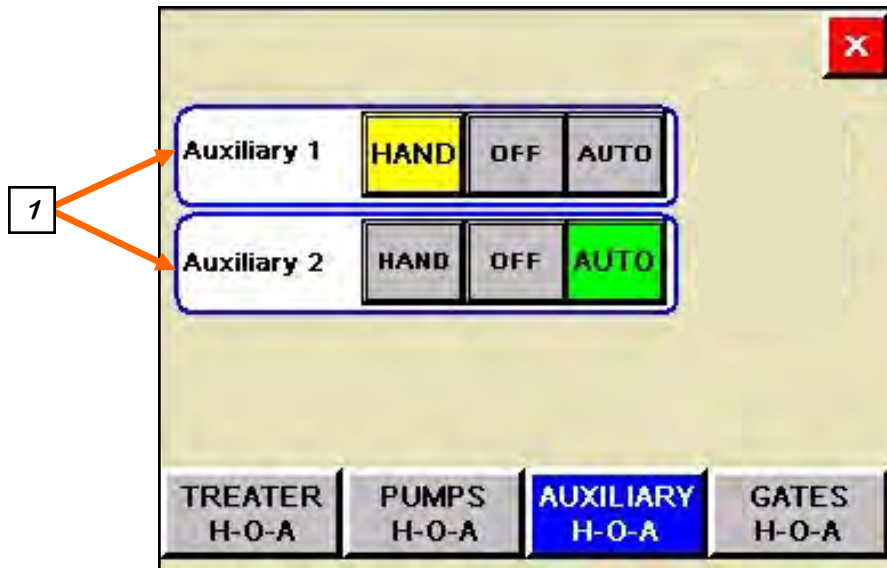 X
Auxiliary 1 HAND OFF AUTO
1
Auxiliary 2 HAND OFF AUTO
TREATER PUMPS AUXILIARY GATES
H-O-A H-O-A H-O-A H-O-A